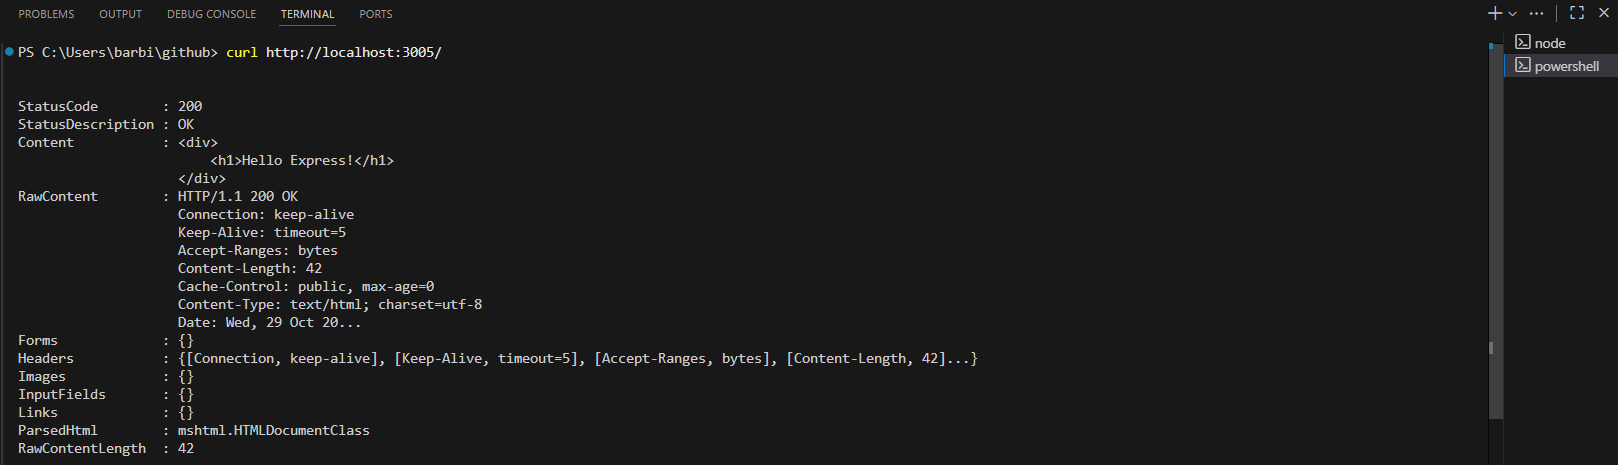 PROBLEMS OUTPUT DEBUG CONSOLE TERMINAL PORTS
node
powershell
PS C:\Users\barbi\github> curl http://localhost:3005/
StatusCode        : 200
StatusDescription : OK
Content           : <div>
                        <h1>Hello Express!</h1>
                    </div>
RawContent        : HTTP/1.1 200 OK
                    Connection: keep-alive
                    Keep-Alive: timeout=5
                    Accept-Ranges: bytes
                    Content-Length: 42
                    Cache-Control: public, max-age=0
                    Content-Type: text/html; charset=utf-8
                    Date: Wed, 29 Oct 20...
Forms             : {}
Headers           : {[Connection, keep-alive], [Keep-Alive, timeout=5], [Accept-Ranges, bytes], [Content-Length, 42]...}
Images            : {}
InputFields       : {}
Links             : {}
ParsedHtml        : mshtml.HTMLDocumentClass
RawContentLength  : 42